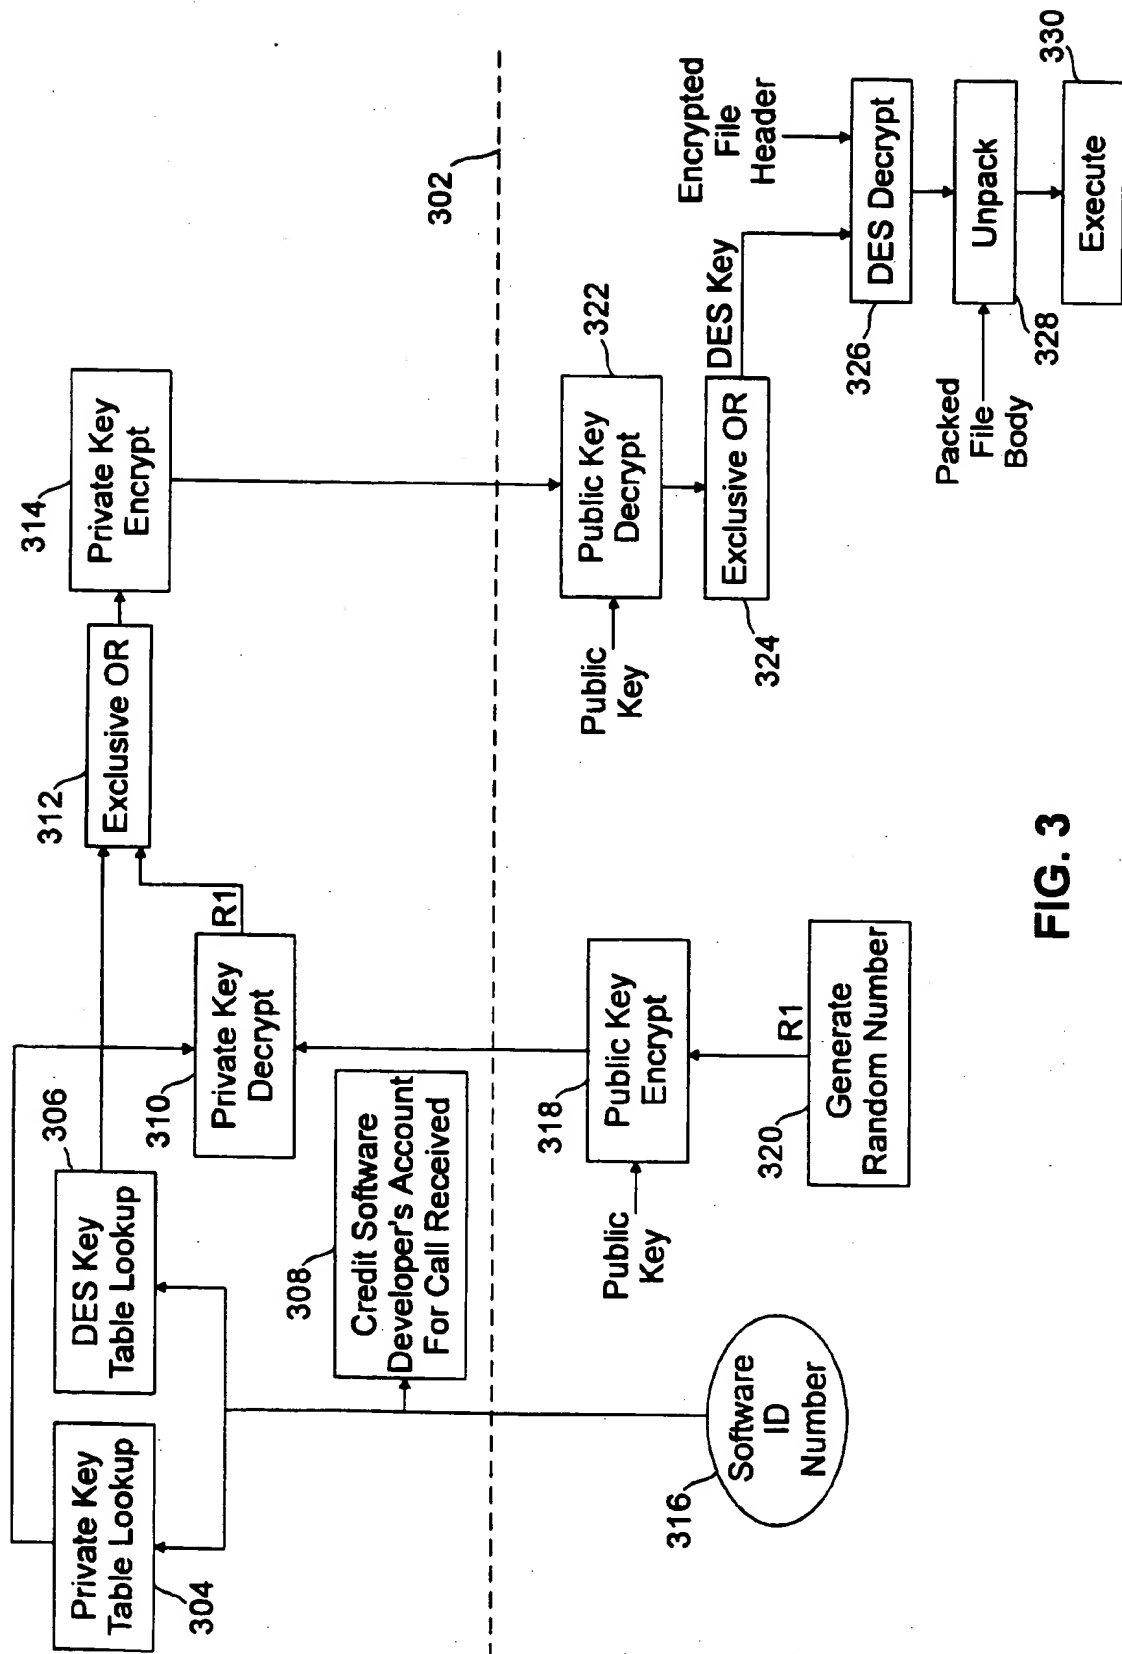 304
Private Key
Table Lookup
306
DES Key
Table Lookup
308
Credit Software
Developer's Account
For Call Received
310
Private Key
Decrypt
R1
312
Exclusive OR
314
Private Key
Encrypt
302
316
Software
ID
Number
Public
Key
318
Public Key
Encrypt
R1
320
Generate
Random Number
Public
Key
322
Public Key
Decrypt
324
Exclusive OR
DES Key
Encrypted
File
Header
326
DES Decrypt
Packed
File
Body
328
Unpack
330
Execute
FIG. 3